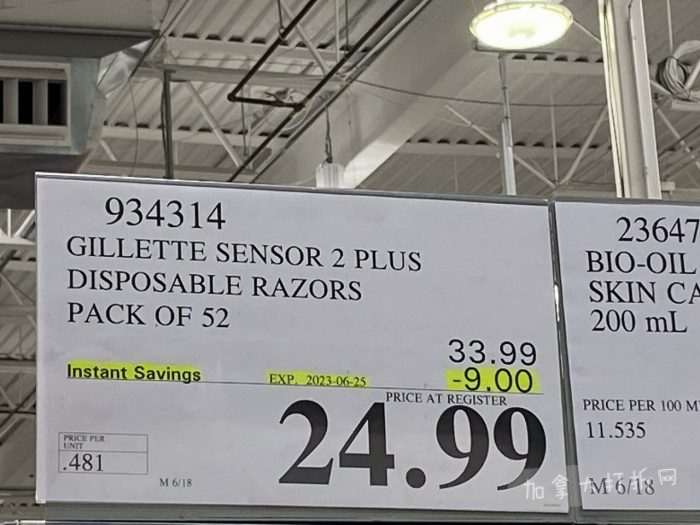 934314
GILLETTE SENSOR 2 PLUS
DISPOSABLE RAZORS
PACK OF 52
33.99
Instant Savings EXP. 2023-06-25 -9.00
PRICE AT REGISTER
24.99
PRICE PER
UNIT
.481
M 6/18
23647
BIO-OIL
SKIN CA
200 mL
PRICE PER 100 M
11.535
M 6/18
加拿大打折网